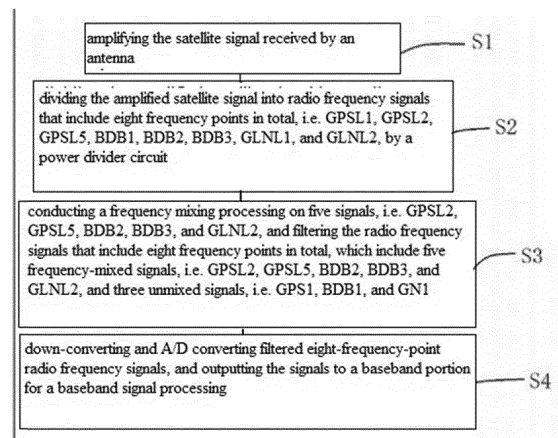 amplifying the satellite signal received by an
antenna
S1
dividing the amplified satellite signal into radio frequency signals
that include eight frequency points in total, i.e. GPSL1, GPSL2,
GPSL5, BDB1, BDB2, BDB3, GLNL1, and GLNL2, by a
power divider circuit
S2
conducting a frequency mixing processing on five signals, i.e. GPSL2,
GPSL5, BDB2, BDB3, and GLNL2, and filtering the radio frequency
signals that include eight frequency points in total, which include five
frequency-mixed signals, i.e. GPSL2, GPSL5, BDB2, BDB3, and
GLNL2, and three unmixed signals, i.e. GPS1, BDB1, and GN1
S3
down-converting and A/D converting filtered eight-frequency-point
radio frequency signals, and outputting the signals to a baseband portion
for a baseband signal processing
S4